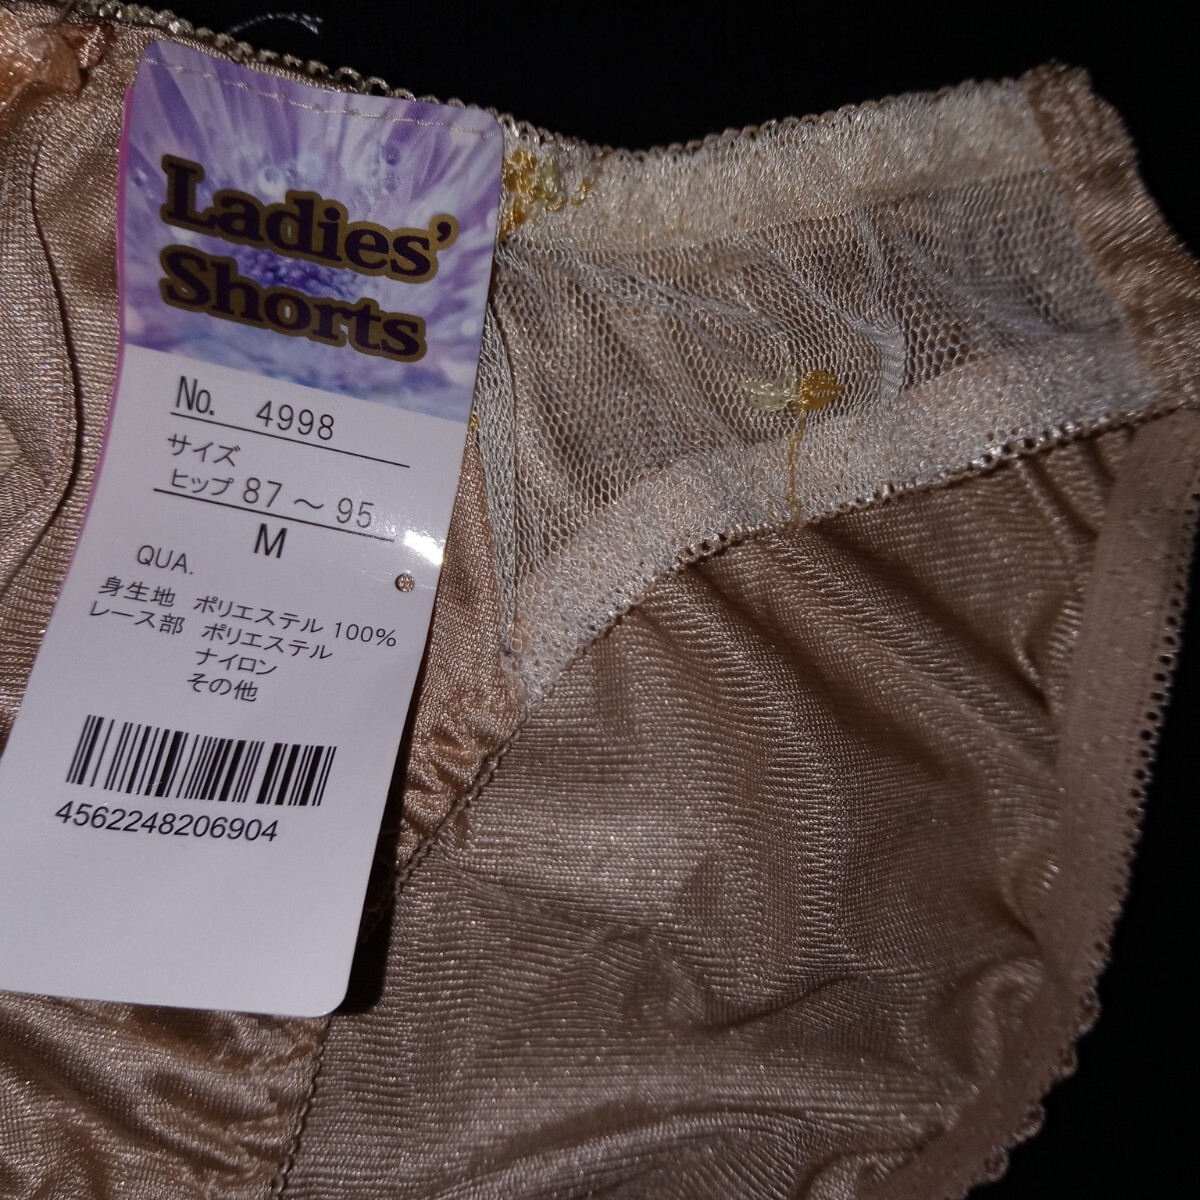 Ladies'
Shorts
No. 4998
サイズ
ヒップ 87～95
M
QUA.
身生地 ポリエステル 100%
レース部 ポリエステル
ナイロン
その他
4562248206904